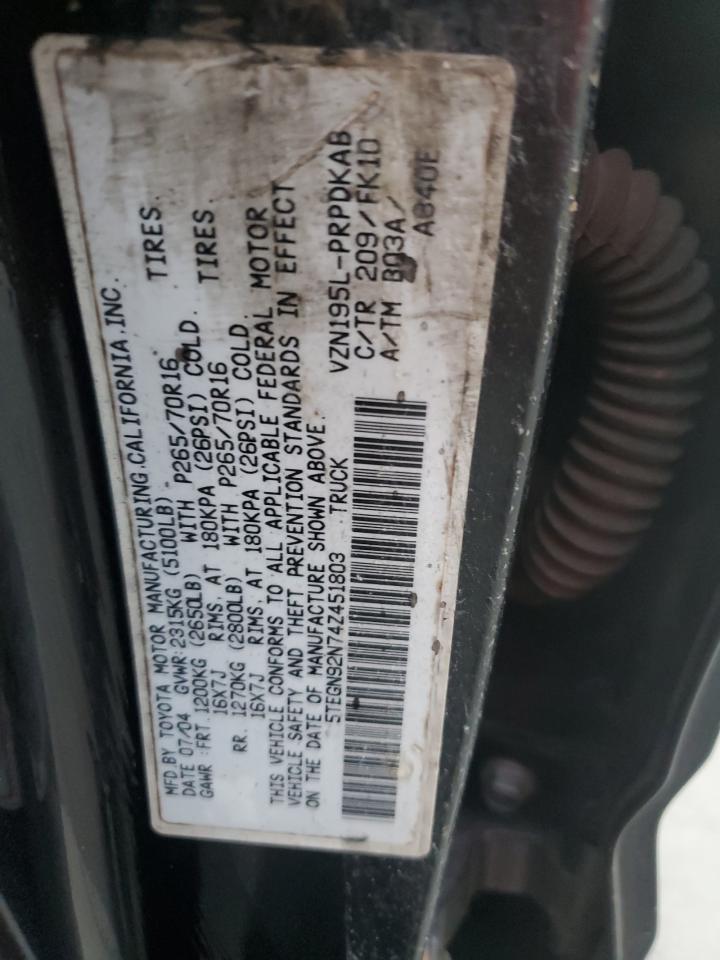 MFD.BY TOYOTA MOTOR MANUFACTURING.CALIFORNIA.INC.
DATE 07/04 GVWR:2315KG (5100LB)
GAWR :FRT. 1200KG (2650LB) WITH P265/70R16 TIRES.
16X7J RIMS, AT 180KPA (26PSI) COLD.
RR. 1270KG (2800LB) WITH P265/70R16 TIRES.
16X7J RIMS, AT 180KPA (26PSI) COLD.
THIS VEHICLE CONFORMS TO ALL APPLICABLE FEDERAL MOTOR
VEHICLE SAFETY AND THEFT PREVENTION STANDARDS IN EFFECT
ON THE DATE OF MANUFACTURE SHOWN ABOVE.
5TEGN92N74Z451803 TRUCK
VZN195L-PRPDKAB
C/TR 209/FK10
A/TM B03A/
A340E